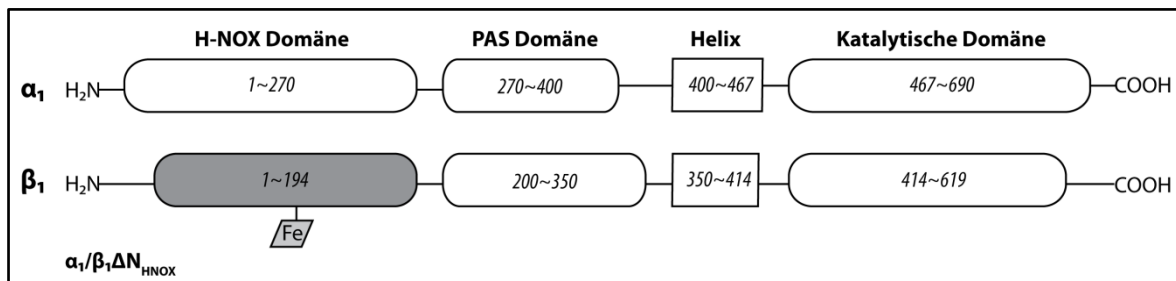 H-NOX Domäne PAS Domäne Helix Katalytische Domäne
α₁ H₂N 1~270 270~400 400~467 467~690 COOH
β₁ H₂N 1~194 200~350 350~414 414~619 COOH
Fe
α₁/β₁ΔN_HNOX